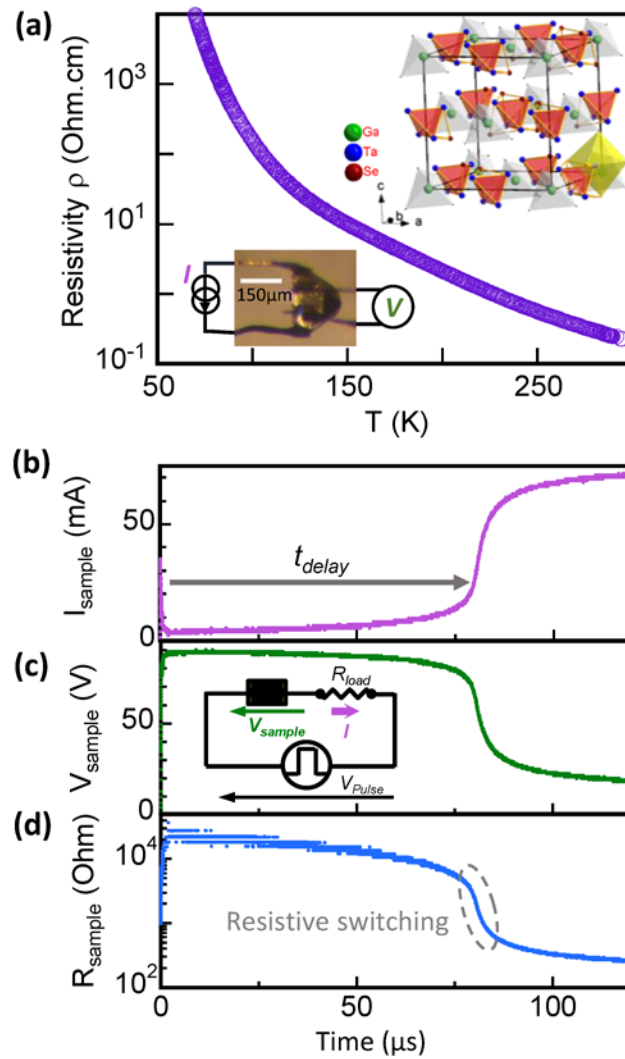 (a)
Resistivity ρ (Ohm.cm)
10³
10¹
10⁻¹
Ga
Ta
Se
c
b
a
I
150µm
V
50
150
250
T (K)
(b)
I_sample (mA)
50
0
t_delay
(c)
V_sample (V)
50
0
R_load
V_sample
I
V_Pulse
(d)
R_sample (Ohm)
10⁴
10²
Resistive switching
0
50
100
Time (µs)